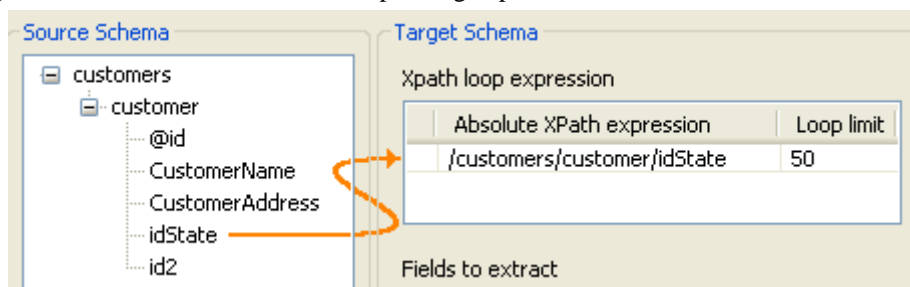 Source Schema
customers
customer
@id
CustomerName
CustomerAddress
idState
id2
Target Schema
Xpath loop expression
Absolute XPath expression Loop limit
/customers/customer/idState 50
Fields to extract